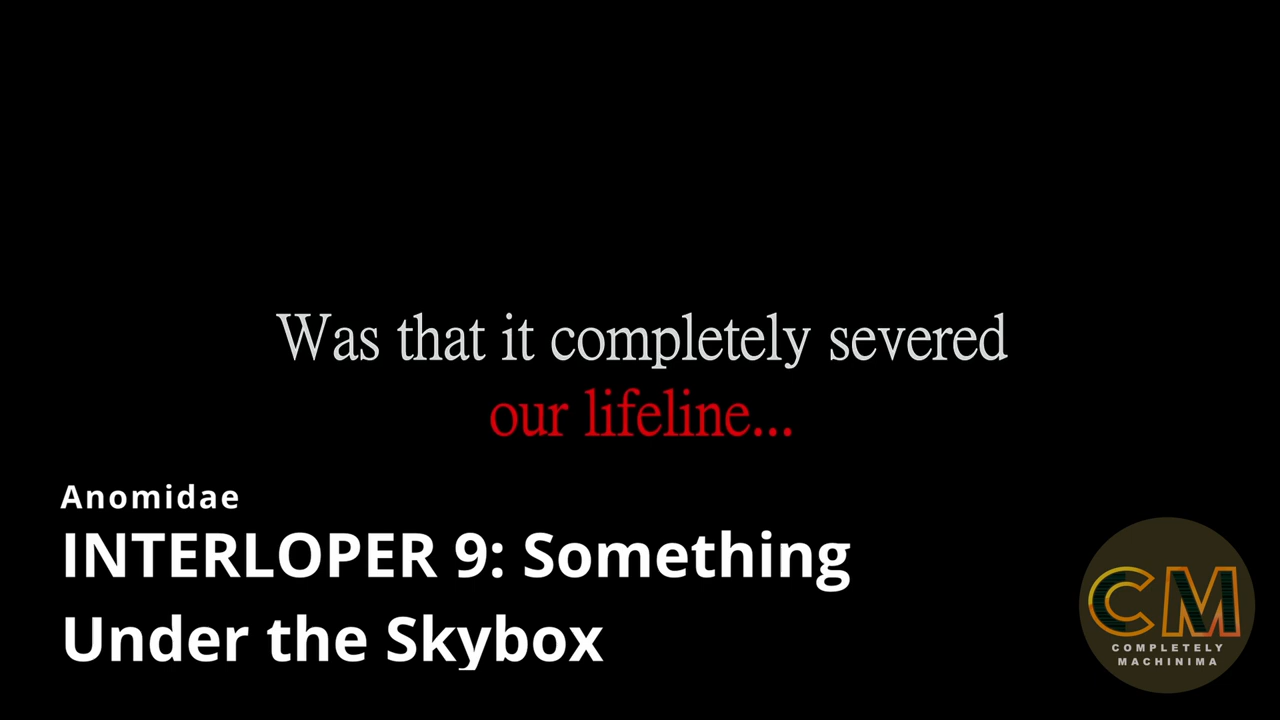 Was that it completely severed
our lifeline...
Anomidae
INTERLOPER 9: Something
Under the Skybox
CM
COMPLETELY
MACHINIMA